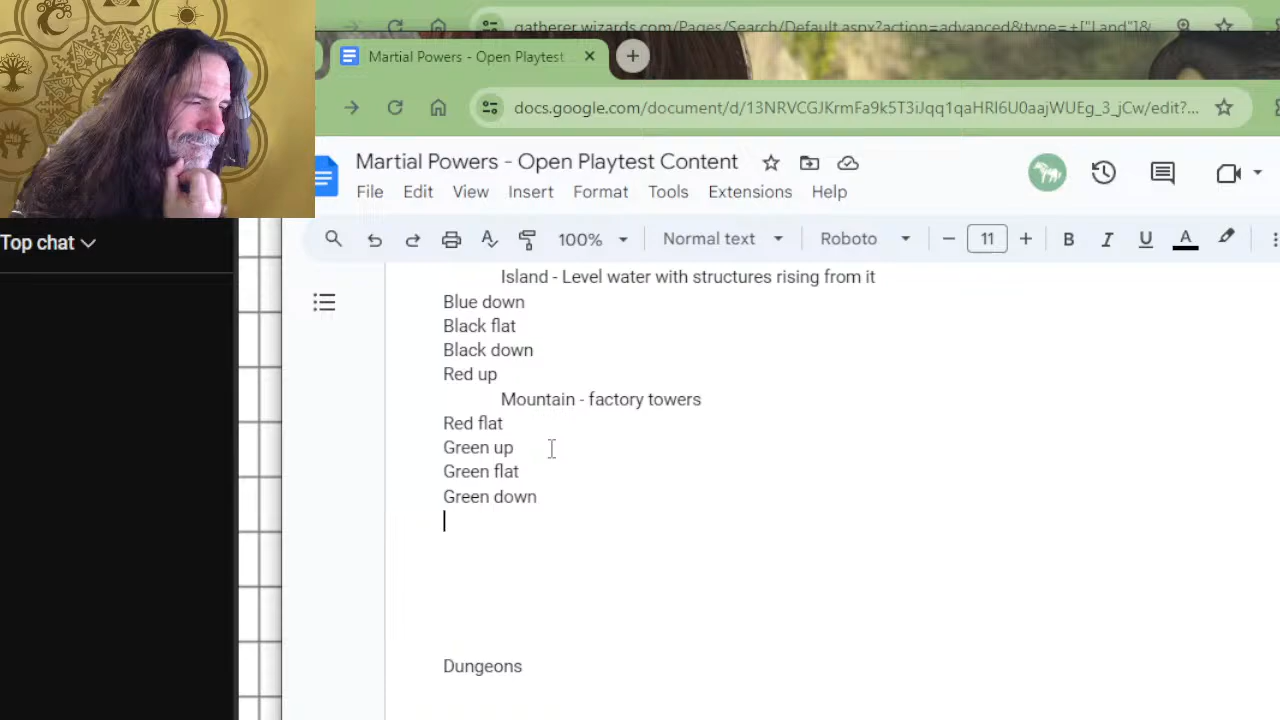 gatherer.wizards.com/Pages/Search/Default.aspx?action=advanced&type=+["Land"]&
Martial Powers - Open Playtest
docs.google.com/document/d/13NRVCGJKrmFa9k5T3iJqq1qaHRl6U0aajWUEg_3_jCw/edit?...
Martial Powers - Open Playtest Content
File Edit View Insert Format Tools Extensions Help
Top chat
100% Normal text Roboto 11 B I U A
Island - Level water with structures rising from it
Blue down
Black flat
Black down
Red up
Mountain - factory towers
Red flat
Green up
Green flat
Green down
Dungeons